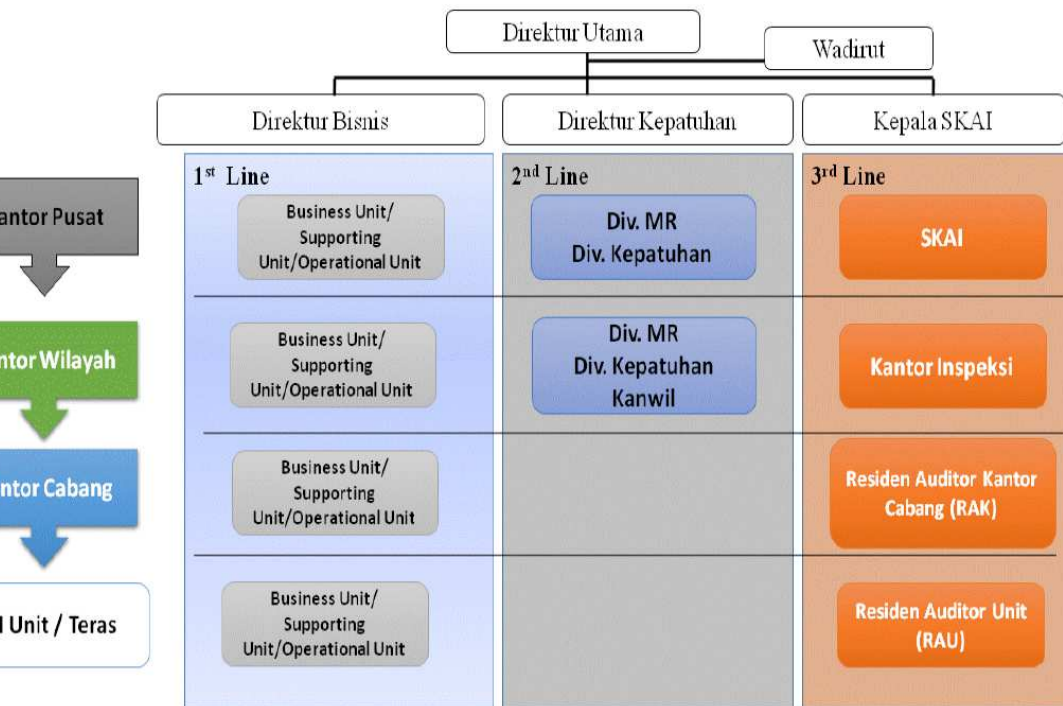 Direktur Utama
Wadirut
Direktur Bisnis
Direktur Kepatuhan
Kepala SKAI
1st Line
2nd Line
3rd Line
Pusat
Business Unit/
Supporting
Unit/Operational Unit
Div. MR
Div. Kepatuhan
SKAI
Wilayah
Business Unit/
Supporting
Unit/Operational Unit
Div. MR
Div. Kepatuhan
Kanwil
Kantor Inspeksi
Cabang
Business Unit/
Supporting
Unit/Operational Unit
Residen Auditor Kantor
Cabang (RAK)
Unit / Teras
Business Unit/
Supporting
Unit/Operational Unit
Residen Auditor Unit
(RAU)